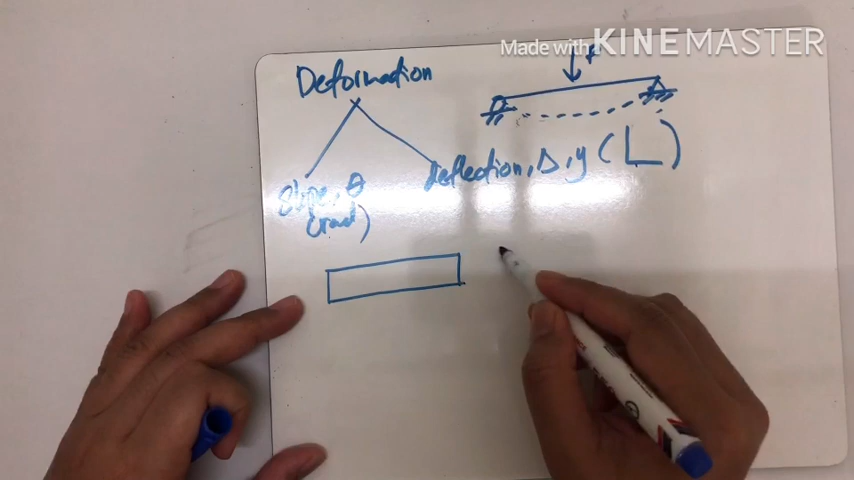 Made with KINEMASTER
Deformation
P
Slope, θ
(rad)
deflection, Δ, y (L)